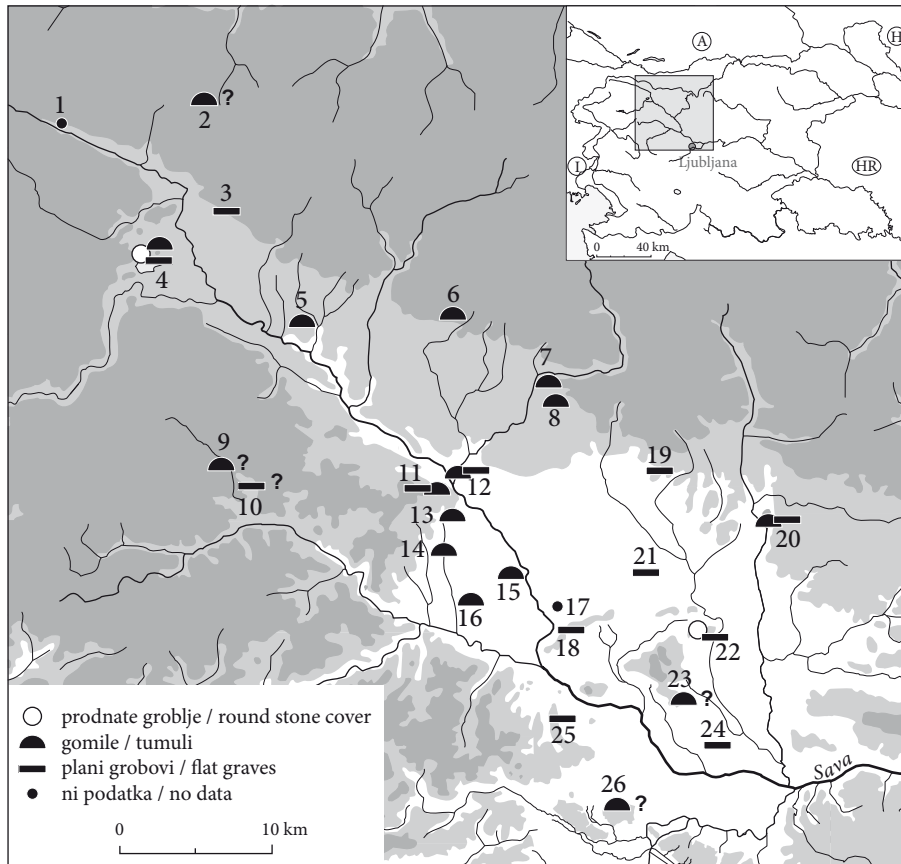 A
H
I
HR
Ljubljana
0 40 km
1
2 ?
3
4
5
6
7
8
9 ?
10 ?
11
12
13
14
15
16
17
18
19
20
21
22
23 ?
24
25
26 ?
Sava
prodnate groblje / round stone cover
gomile / tumuli
plani grobovi / flat graves
ni podatka / no data
0 10 km